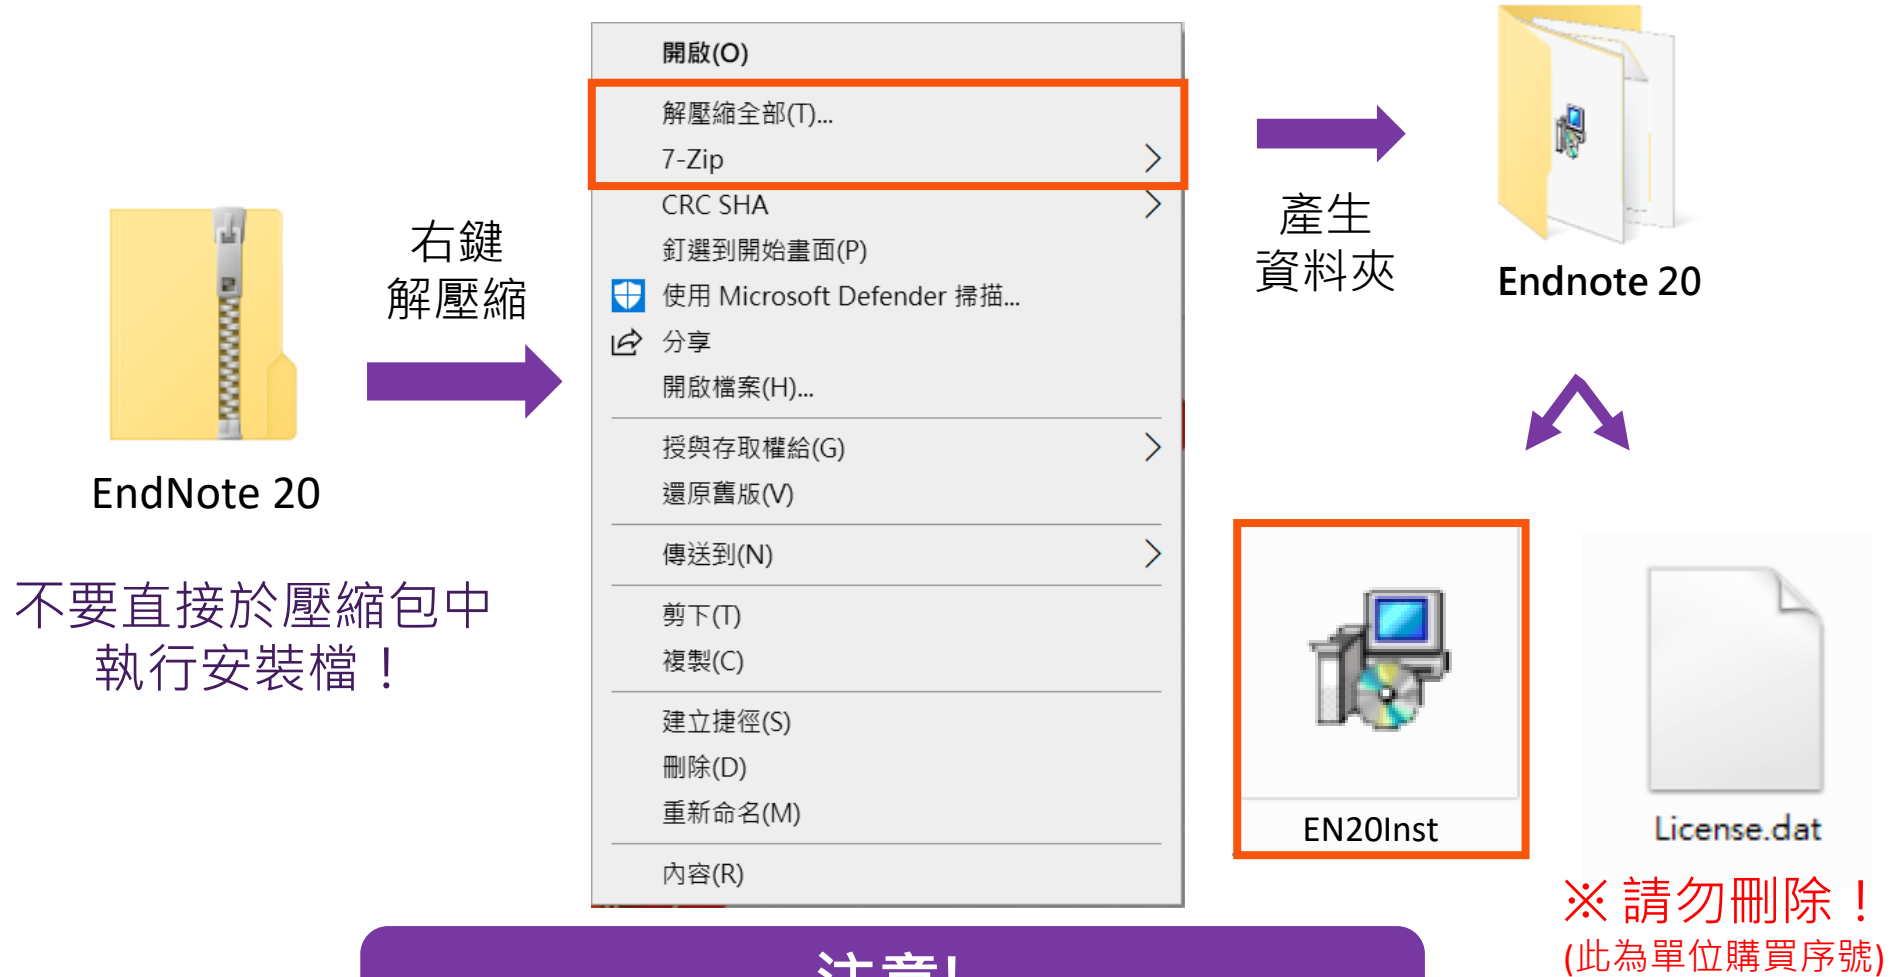 EndNote 20
不要直接於壓縮包中
執行安裝檔！
右鍵
解壓縮
開啟(O)
解壓縮全部(T)...
7-Zip
CRC SHA
釘選到開始畫面(P)
使用 Microsoft Defender 掃描...
分享
開啟檔案(H)...
授與存取權給(G)
還原舊版(V)
傳送到(N)
剪下(T)
複製(C)
建立捷徑(S)
刪除(D)
重新命名(M)
內容(R)
產生
資料夾
Endnote 20
EN20Inst
License.dat
※ 請勿刪除！
(此為單位購買序號)
注意!